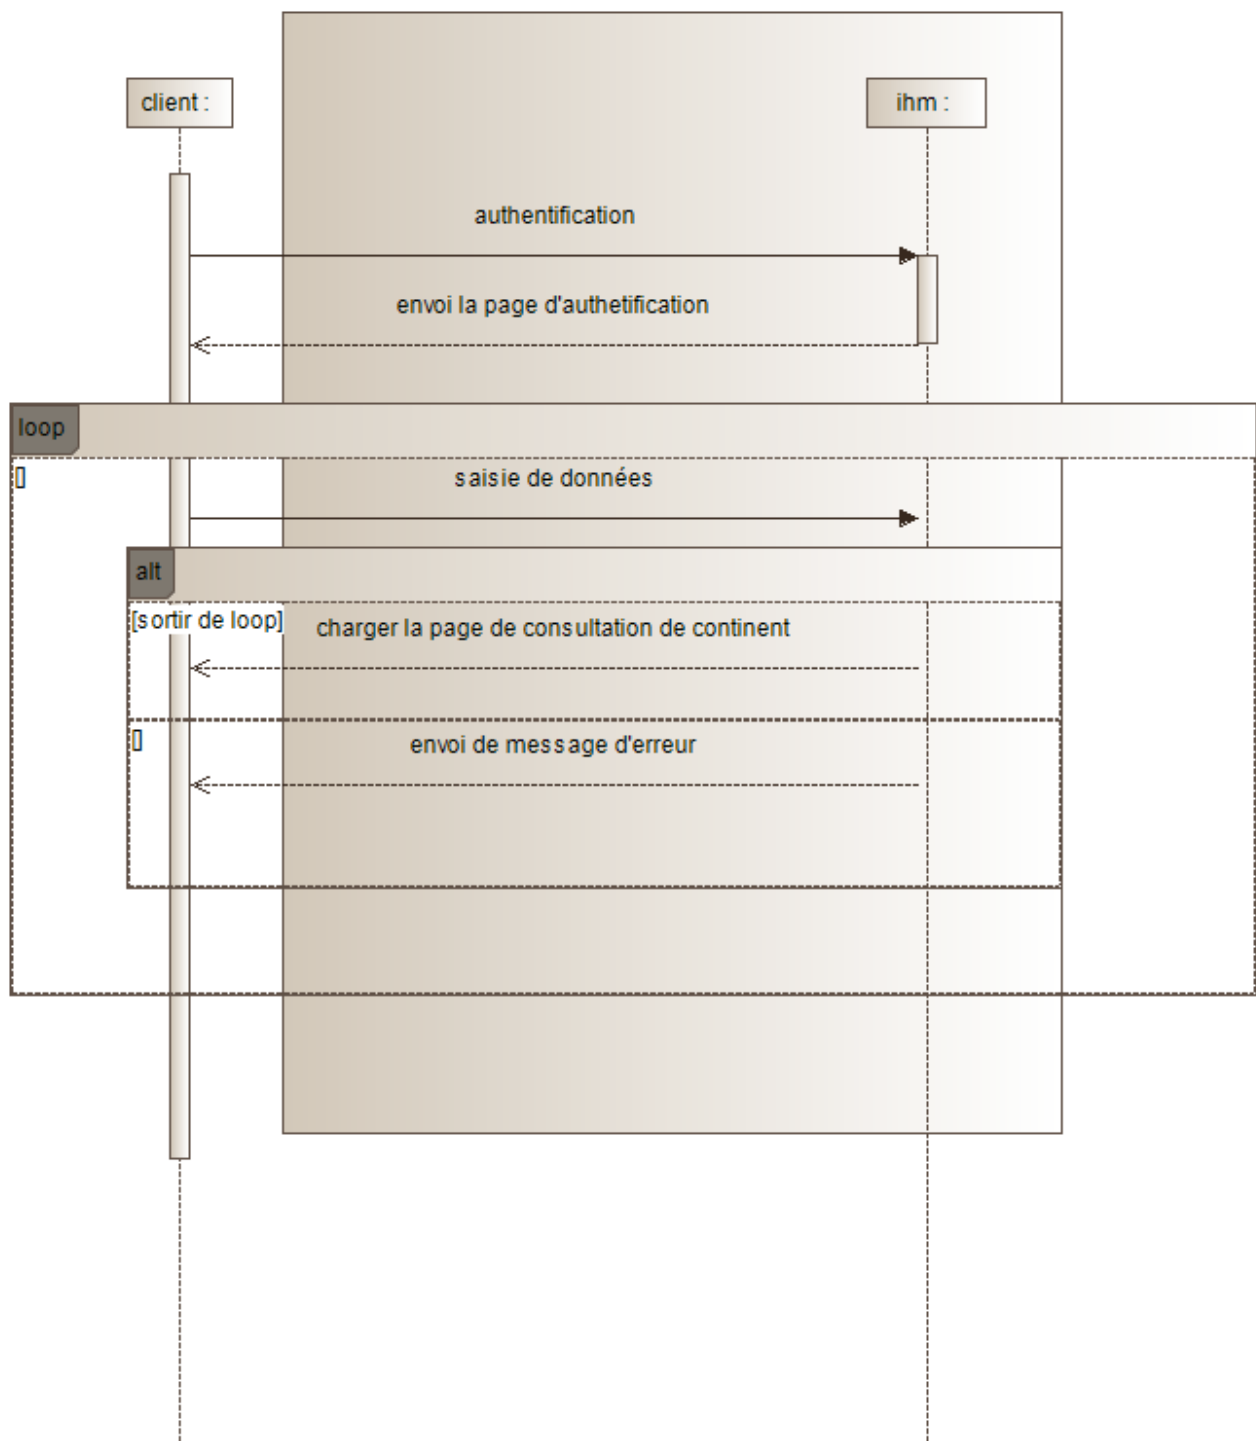 client :
ihm :
authentification
envoi la page d'authetification
loop
[]
saisie de données
alt
[sortir de loop]
charger la page de consultation de continent
[]
envoi de message d'erreur